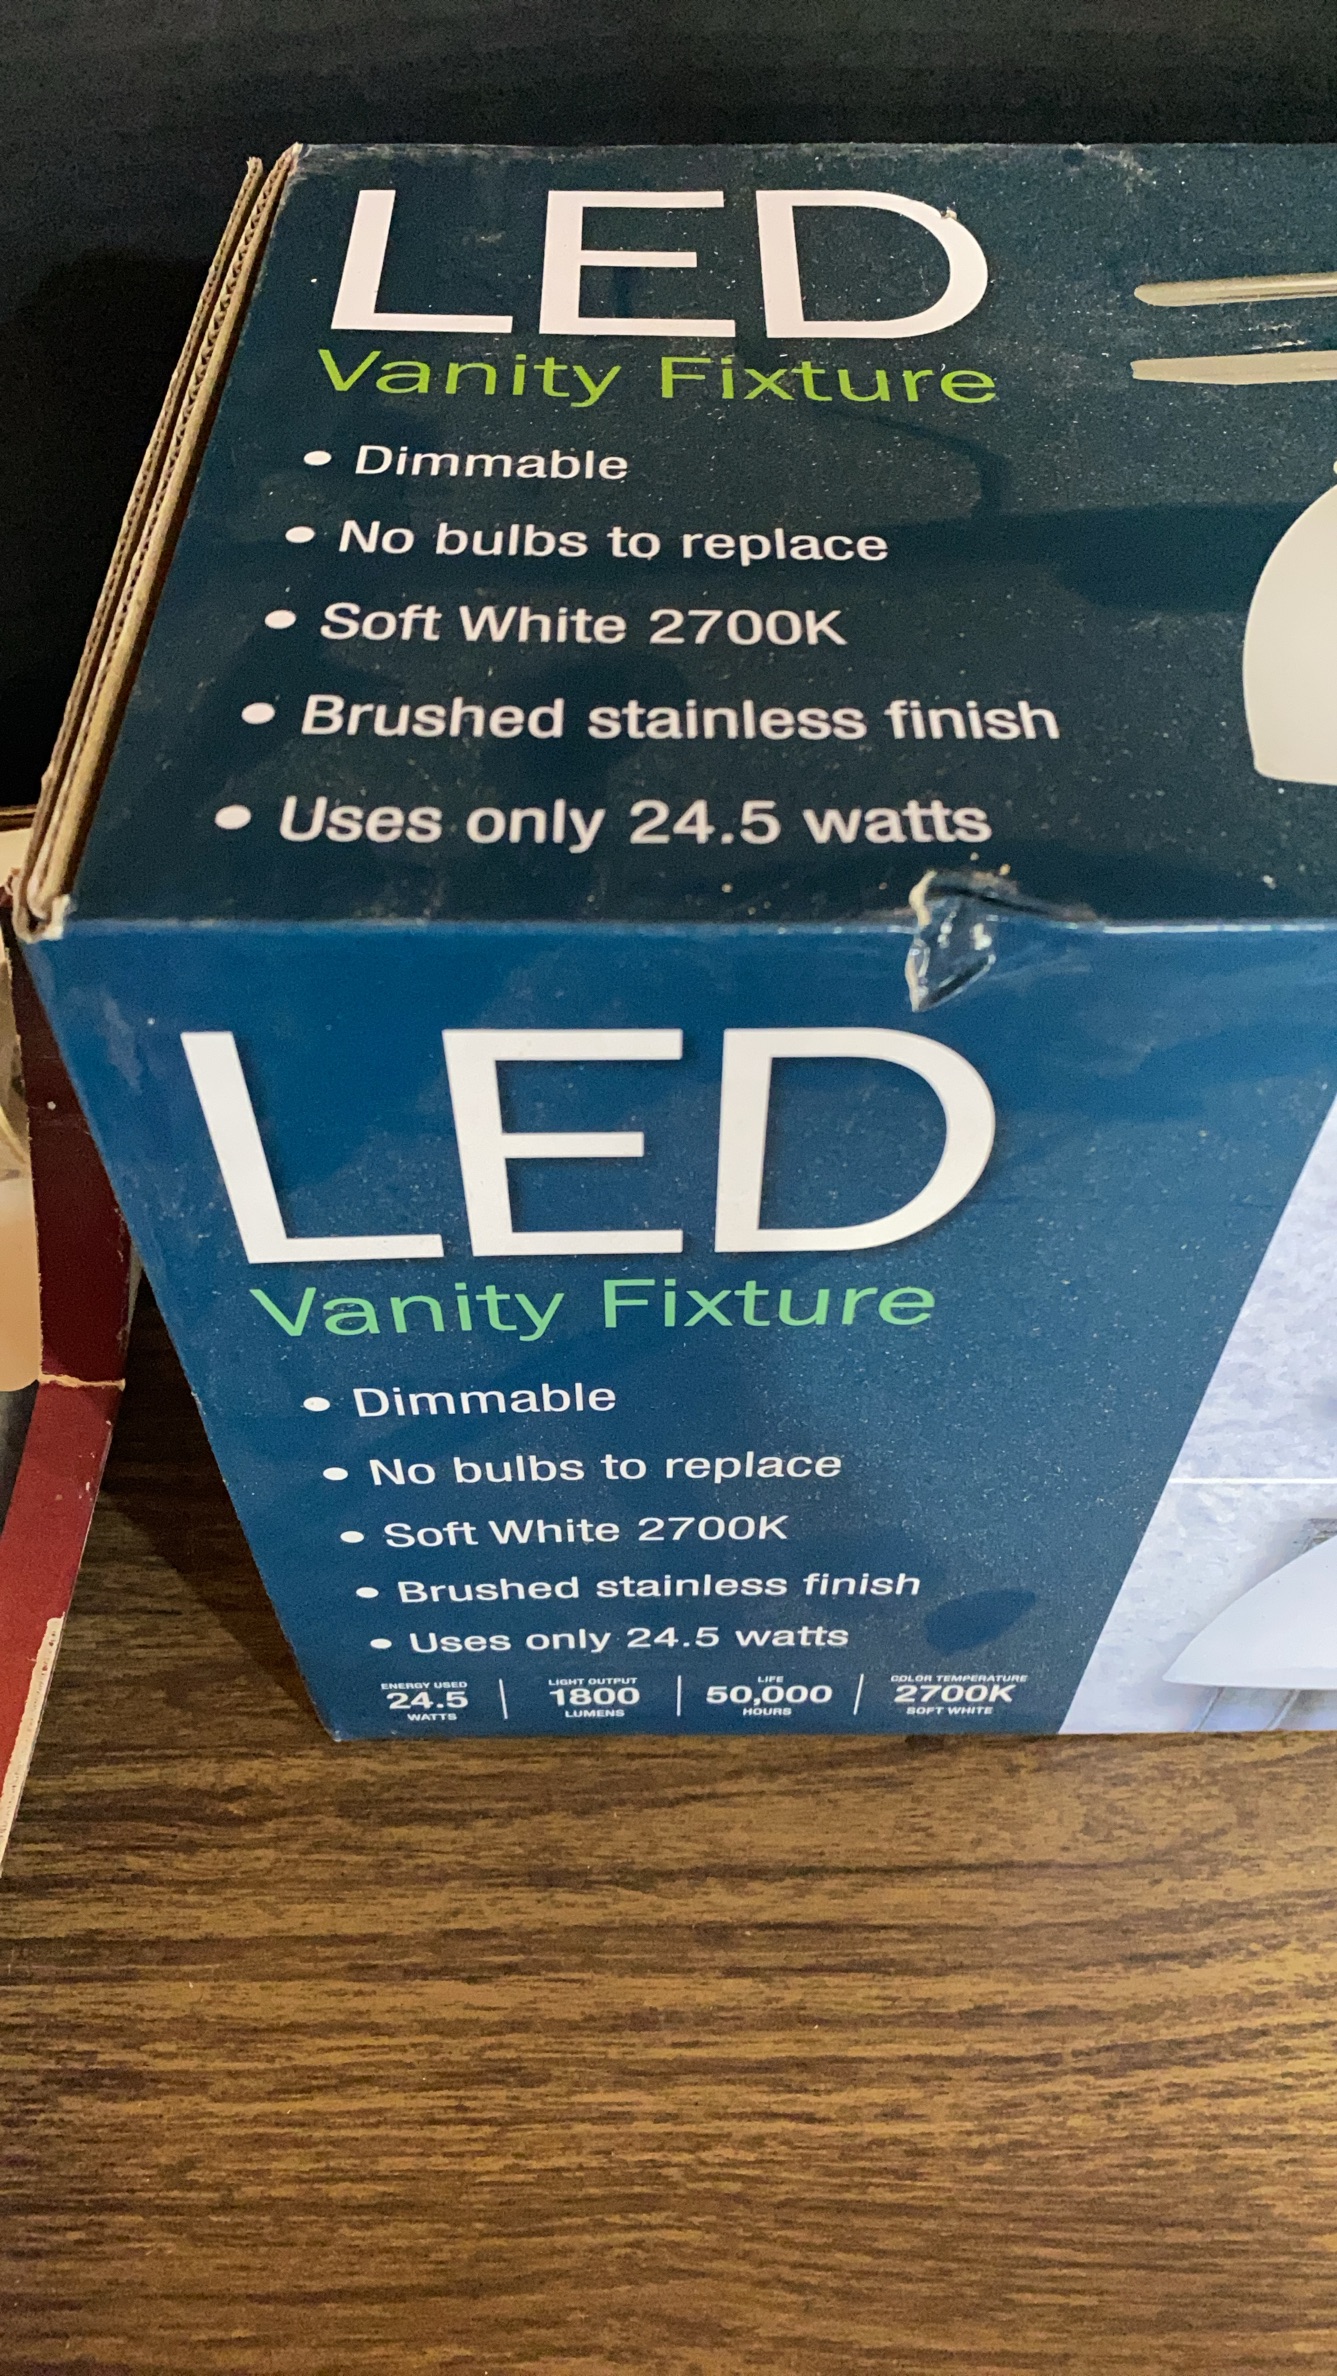 LED
Vanity Fixture
• Dimmable
• No bulbs to replace
• Soft White 2700K
• Brushed stainless finish
• Uses only 24.5 watts
LED
Vanity Fixture
• Dimmable
• No bulbs to replace
• Soft White 2700K
• Brushed stainless finish
• Uses only 24.5 watts
ENERGY USED
24.5
WATTS
LIGHT OUTPUT
1800
LUMENS
LIFE
50,000
HOURS
COLOR TEMPERATURE
2700K
SOFT WHITE